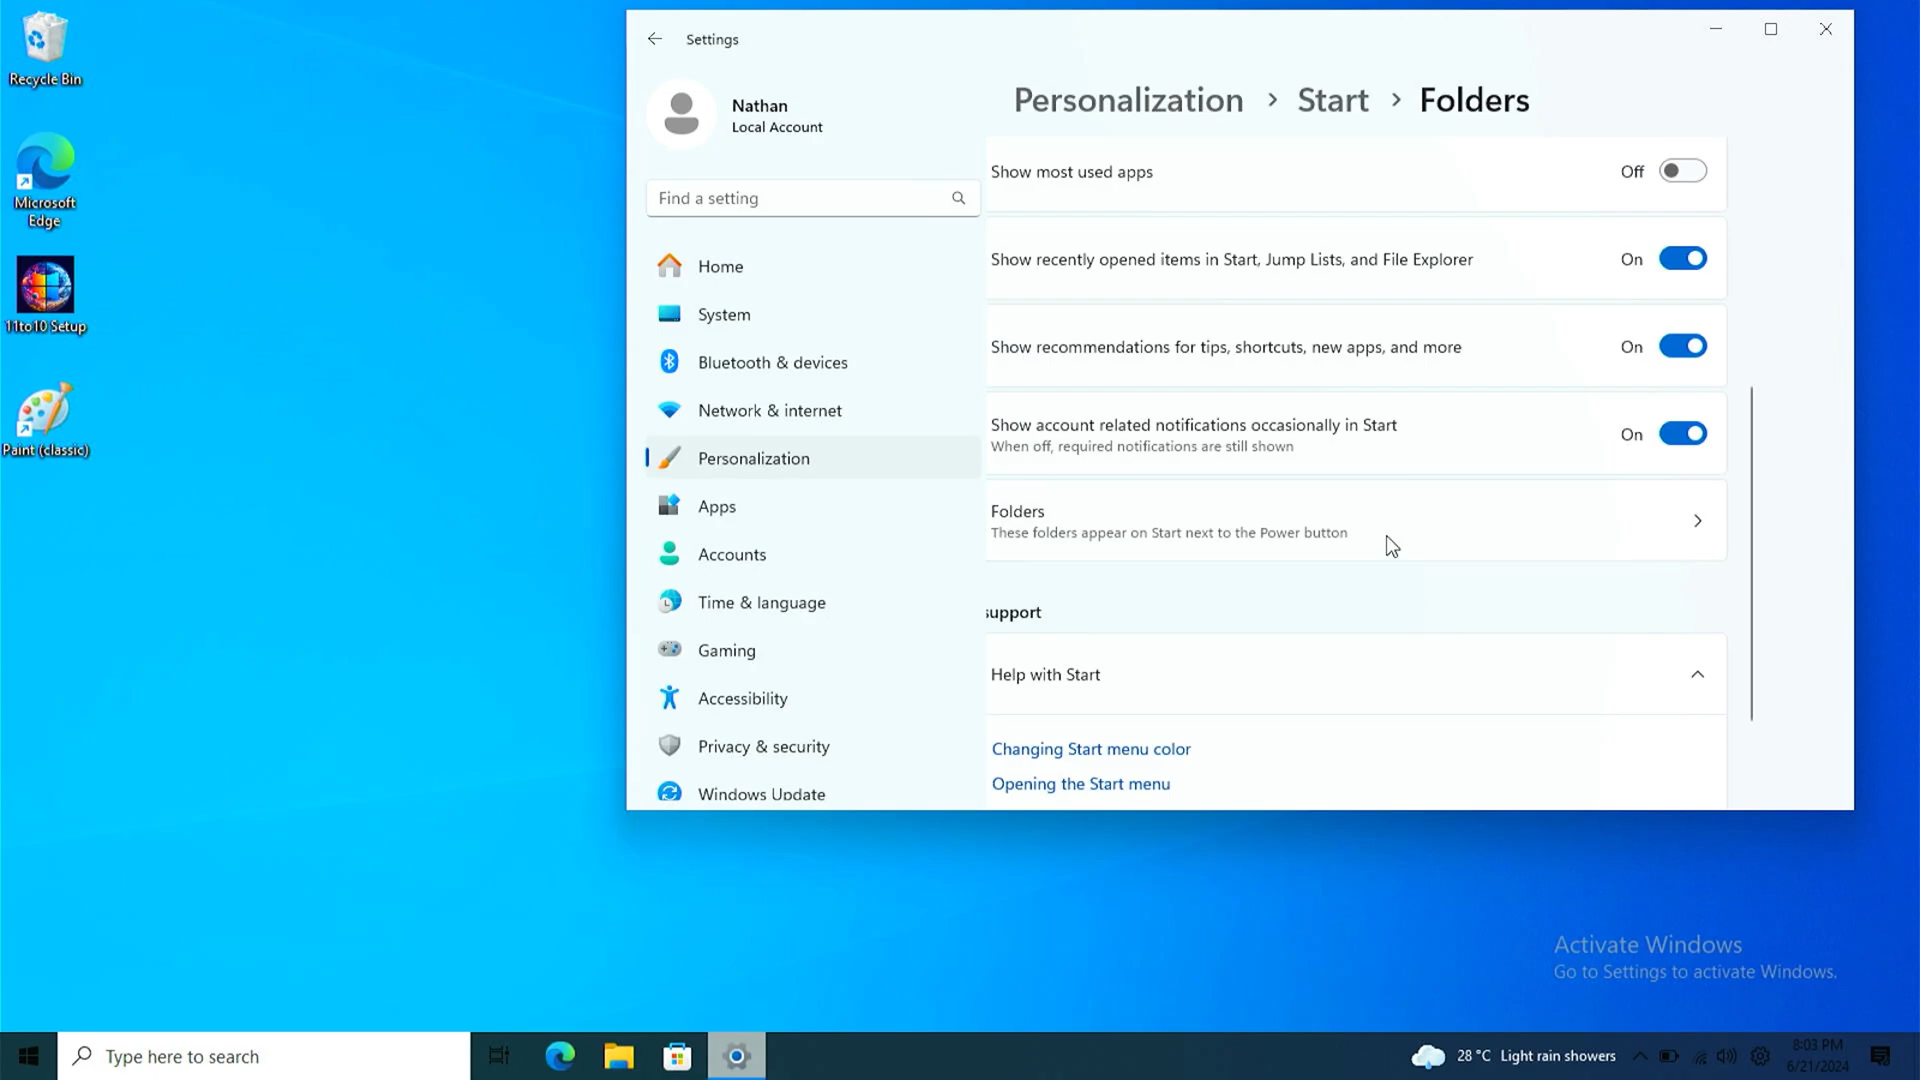 Recycle Bin
Microsoft
Edge
11to10 Setup
Paint (classic)
Settings
Nathan
Local Account
Find a setting
Home
System
Bluetooth & devices
Network & internet
Personalization
Apps
Accounts
Time & language
Gaming
Accessibility
Privacy & security
Windows Update
Personalization > Start > Folders
Show most used apps Off
Show recently opened items in Start, Jump Lists, and File Explorer On
Show recommendations for tips, shortcuts, new apps, and more On
Show account related notifications occasionally in Start On
When off, required notifications are still shown
Folders
These folders appear on Start next to the Power button
support
Help with Start
Changing Start menu color
Opening the Start menu
Activate Windows
Go to Settings to activate Windows.
Type here to search
28 °C Light rain showers
8:03 PM
6/21/2024